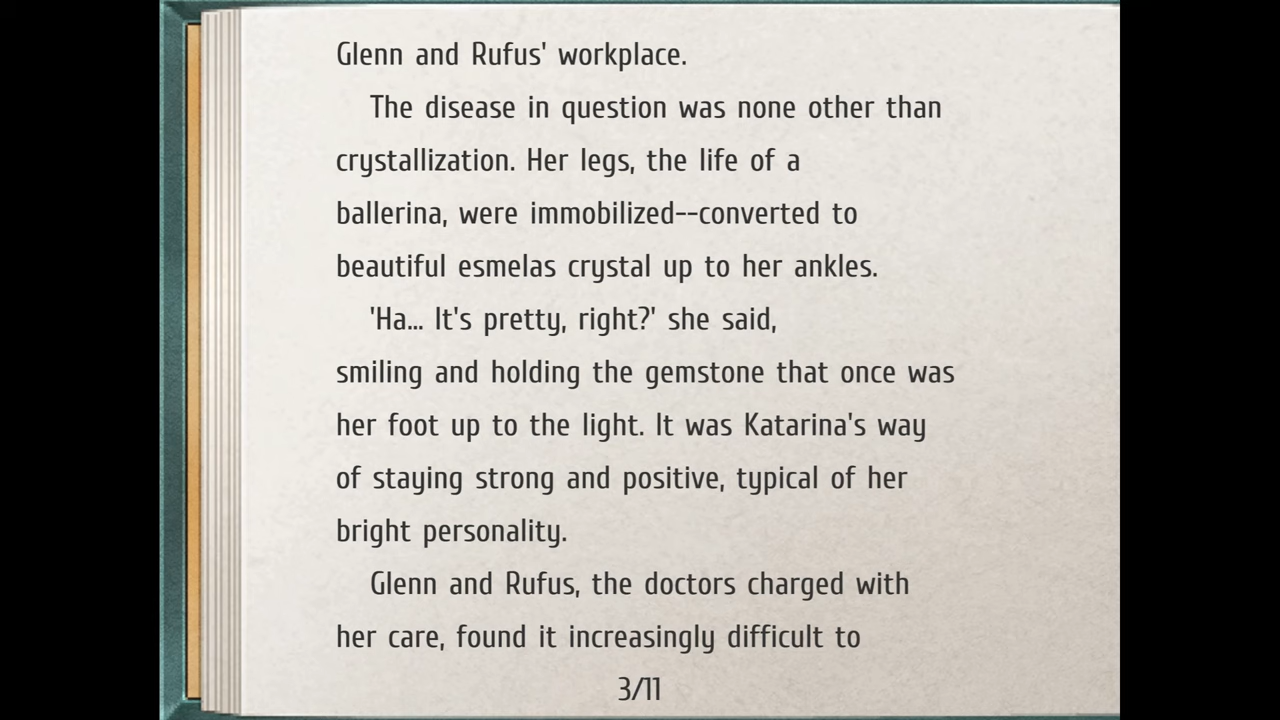 Glenn and Rufus' workplace.
The disease in question was none other than
crystallization. Her legs, the life of a
ballerina, were immobilized--converted to
beautiful esmelas crystal up to her ankles.
'Ha... It's pretty, right?' she said,
smiling and holding the gemstone that once was
her foot up to the light. It was Katarina's way
of staying strong and positive, typical of her
bright personality.
Glenn and Rufus, the doctors charged with
her care, found it increasingly difficult to
3/11